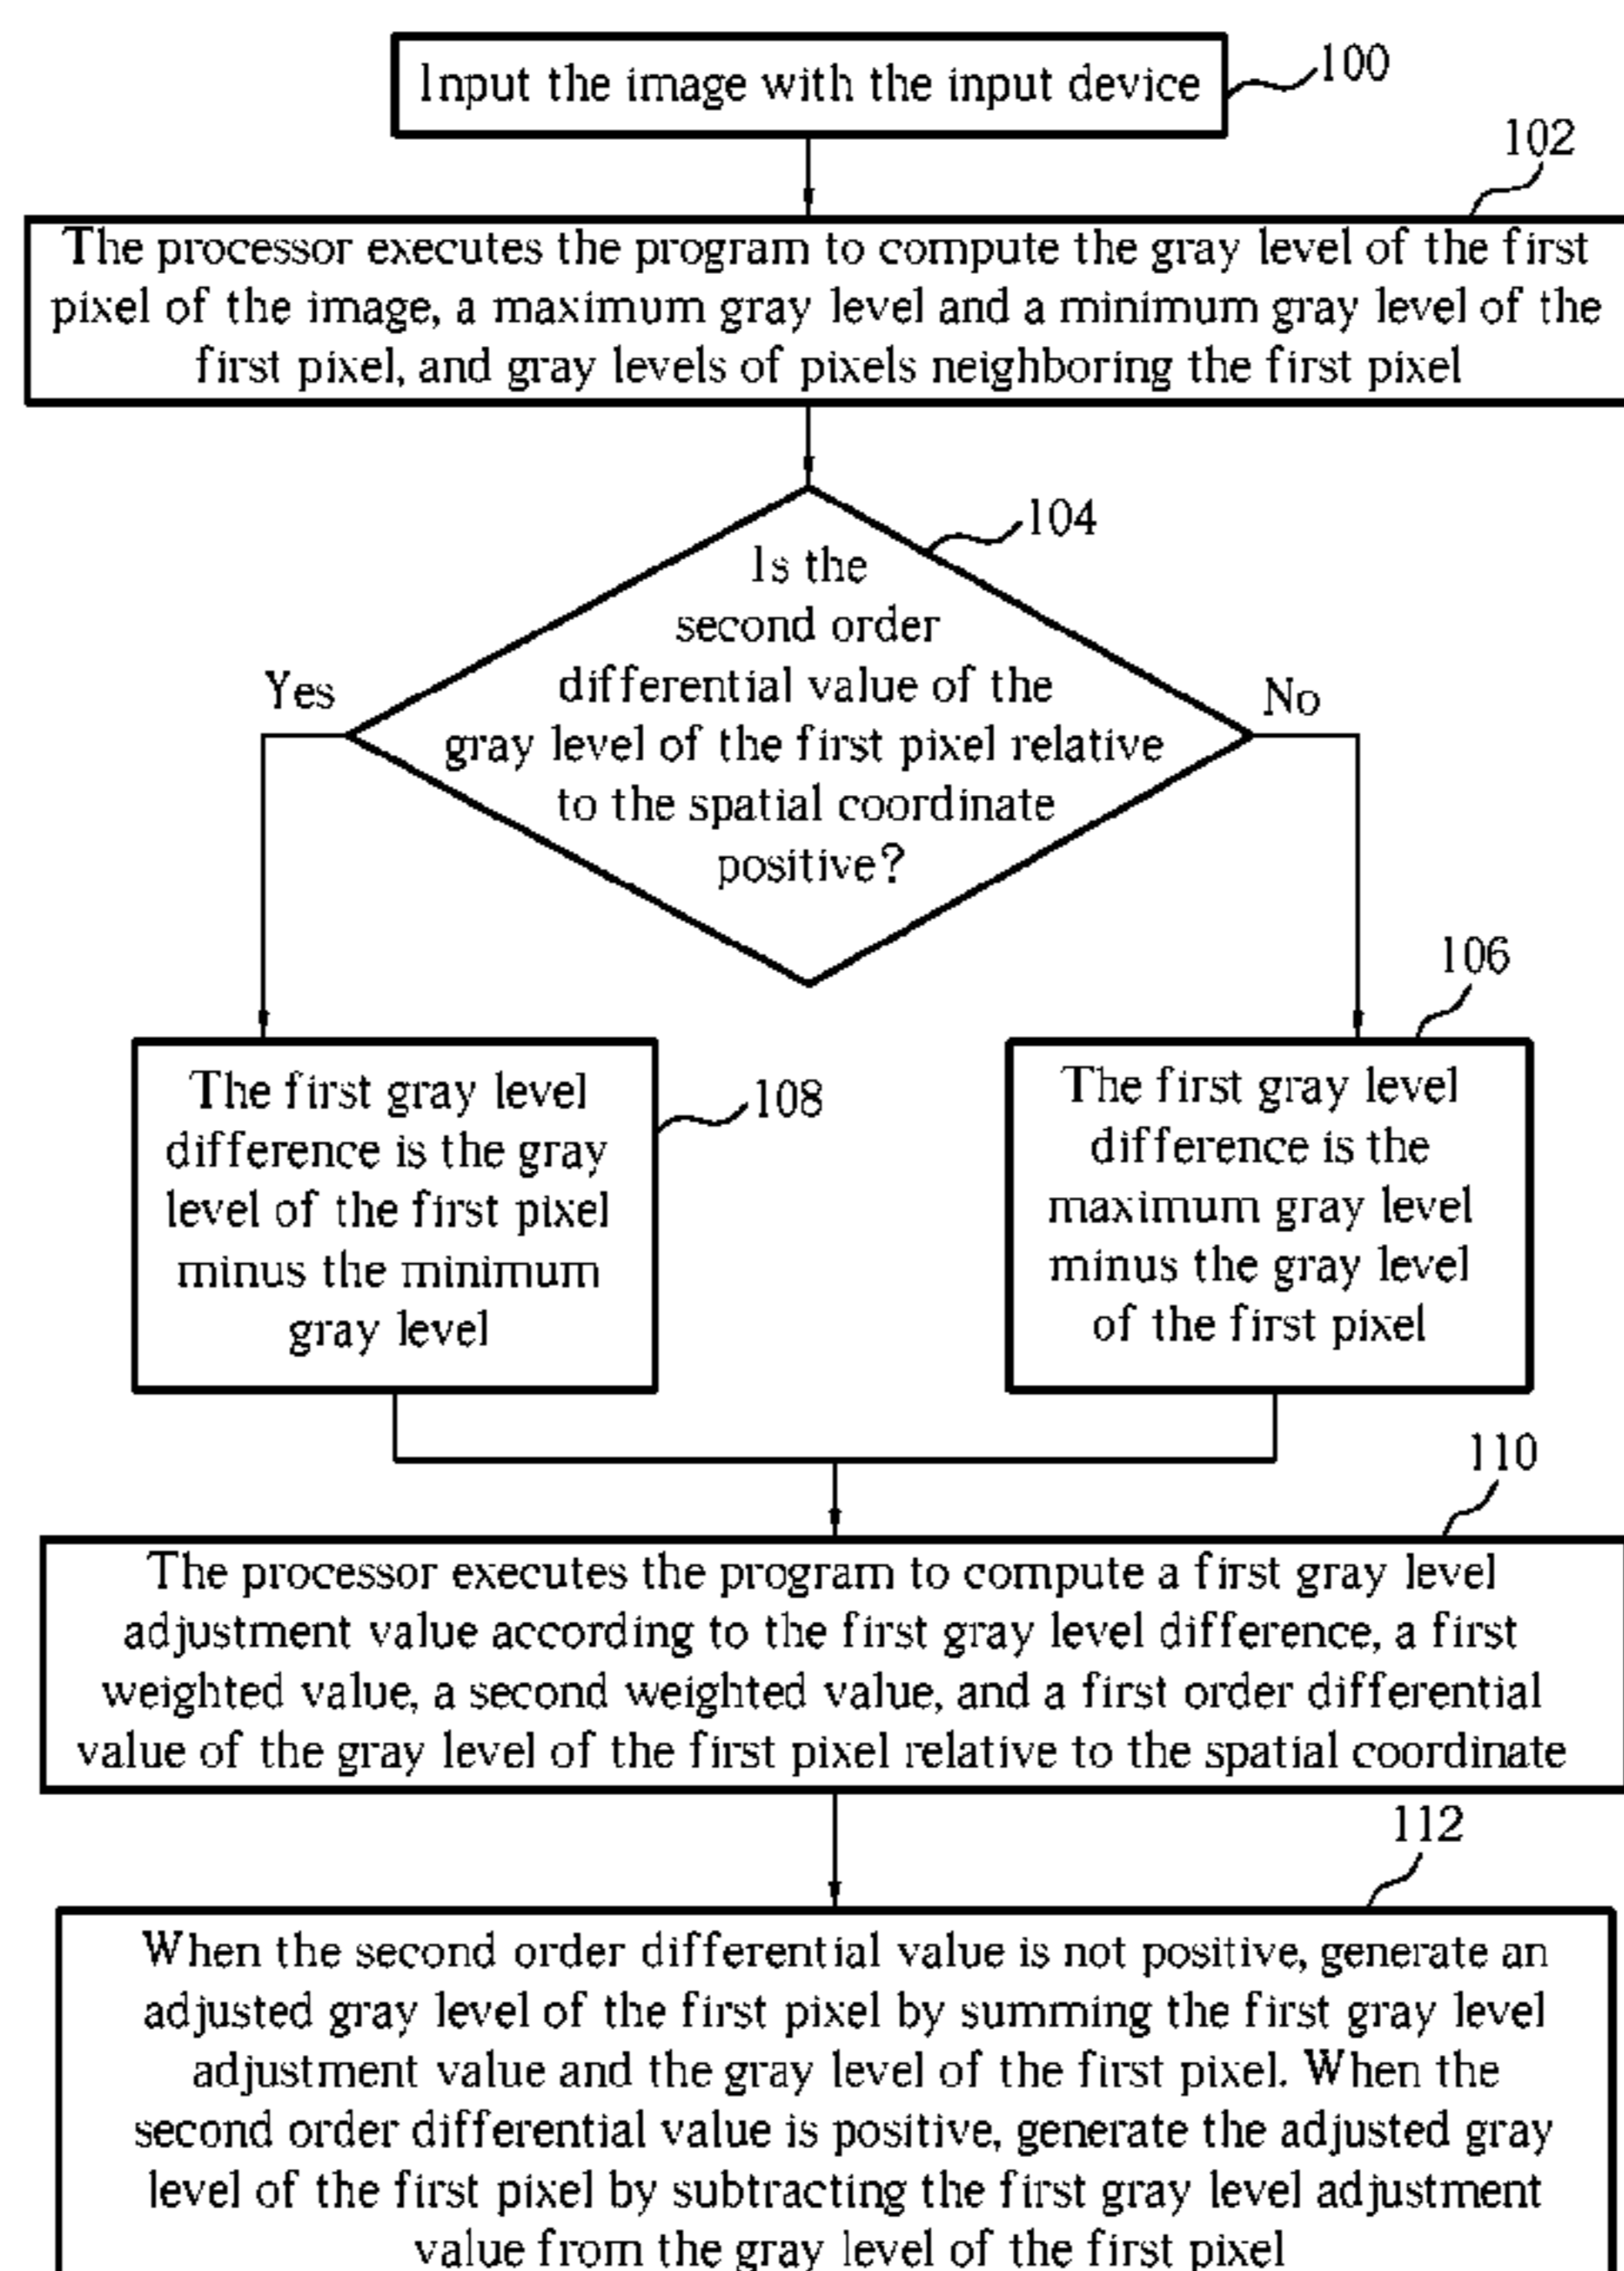 Input the image with the input device
100
102
The processor executes the program to compute the gray level of the first
pixel of the image, a maximum gray level and a minimum gray level of the
first pixel, and gray levels of pixels neighboring the first pixel
104
Is the
second order
differential value of the
gray level of the first pixel relative
to the spatial coordinate
positive?
Yes
No
106
108
The first gray level
difference is the gray
level of the first pixel
minus the minimum
gray level
The first gray level
difference is the
maximum gray level
minus the gray level
of the first pixel
110
The processor executes the program to compute a first gray level
adjustment value according to the first gray level difference, a first
weighted value, a second weighted value, and a first order differential
value of the gray level of the first pixel relative to the spatial coordinate
112
When the second order differential value is not positive, generate an
adjusted gray level of the first pixel by summing the first gray level
adjustment value and the gray level of the first pixel. When the
second order differential value is positive, generate the adjusted gray
level of the first pixel by subtracting the first gray level adjustment
value from the gray level of the first pixel